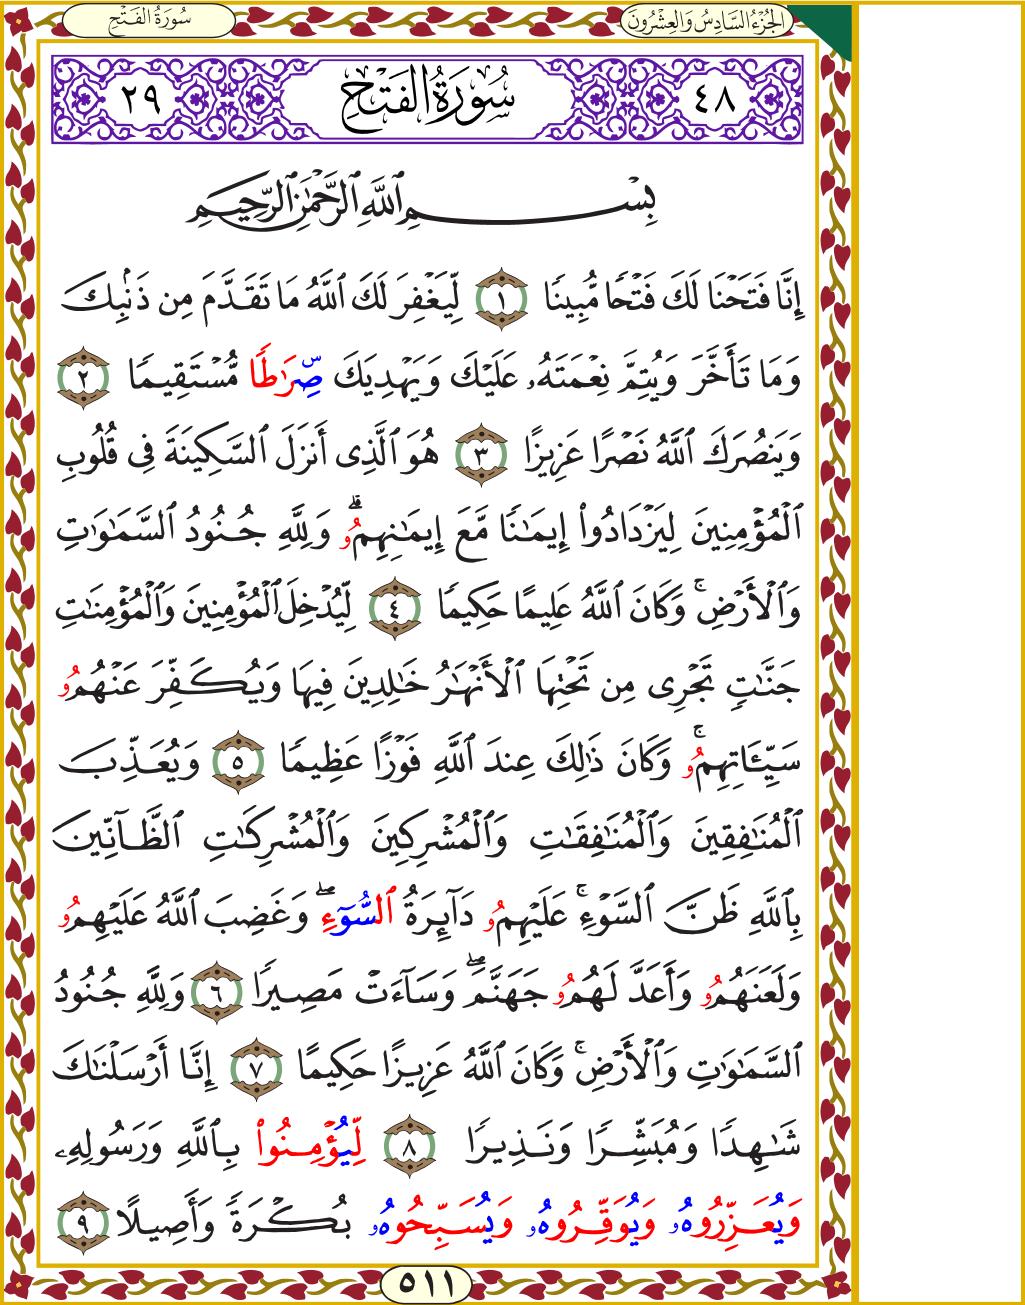 الجُزْءُ السَّادِسُ وَالعِشْرُونَ
سُورَةُ الفَتْحِ
٤٨ سُورَةُ الفَتْحِ ٢٩
بِسْمِ ٱللَّهِ ٱلرَّحْمَٰنِ ٱلرَّحِيمِ
إِنَّا فَتَحْنَا لَكَ فَتْحًا مُّبِينًا ١ لِّيَغْفِرَ لَكَ ٱللَّهُ مَا تَقَدَّمَ مِن ذَنۢبِكَ
وَمَا تَأَخَّرَ وَيُتِمَّ نِعْمَتَهُۥ عَلَيْكَ وَيَهْدِيَكَ صِّۜرَٰطًا مُّسْتَقِيمًا ٢
وَيَنصُرَكَ ٱللَّهُ نَصْرًا عَزِيزًا ٣ هُوَ ٱلَّذِى أَنزَلَ ٱلسَّكِينَةَ فِى قُلُوبِ
ٱلْمُؤْمِنِينَ لِيَزْدَادُوا۟ إِيمَٰنًا مَّعَ إِيمَٰنِهِمُۥ ۗ وَلِلَّهِ جُنُودُ ٱلسَّمَٰوَٰتِ
وَٱلْأَرْضِ ۚ وَكَانَ ٱللَّهُ عَلِيمًا حَكِيمًا ٤ لِّيُدْخِلَ ٱلْمُؤْمِنِينَ وَٱلْمُؤْمِنَٰتِ
جَنَّٰتٍ تَجْرِى مِن تَحْتِهَا ٱلْأَنْهَٰرُ خَٰلِدِينَ فِيهَا وَيُكَفِّرَ عَنْهُمُۥ
سَيِّـَٔاتِهِمُۥ ۚ وَكَانَ ذَٰلِكَ عِندَ ٱللَّهِ فَوْزًا عَظِيمًا ٥ وَيُعَذِّبَ
ٱلْمُنَٰفِقِينَ وَٱلْمُنَٰفِقَٰتِ وَٱلْمُشْرِكِينَ وَٱلْمُشْرِكَٰتِ ٱلظَّآنِّينَ
بِٱللَّهِ ظَنَّ ٱلسَّوْءِ ۚ عَلَيْهِمُۥ دَآئِرَةُ ٱلسُّوٓءِ ۖ وَغَضِبَ ٱللَّهُ عَلَيْهِمُۥ
وَلَعَنَهُمُۥ وَأَعَدَّ لَهُمُۥ جَهَنَّمَ ۖ وَسَآءَتْ مَصِيرًا ٦ وَلِلَّهِ جُنُودُ
ٱلسَّمَٰوَٰتِ وَٱلْأَرْضِ ۚ وَكَانَ ٱللَّهُ عَزِيزًا حَكِيمًا ٧ إِنَّا أَرْسَلْنَٰكَ
شَٰهِدًا وَمُبَشِّرًا وَنَذِيرًا ٨ لِّيُؤْمِنُوا۟ بِٱللَّهِ وَرَسُولِهِۦ
وَيُعَزِّرُوهُۥ وَيُوَقِّرُوهُۥ وَيُسَبِّحُوهُۥ بُكْرَةً وَأَصِيلًا ٩
٥١١